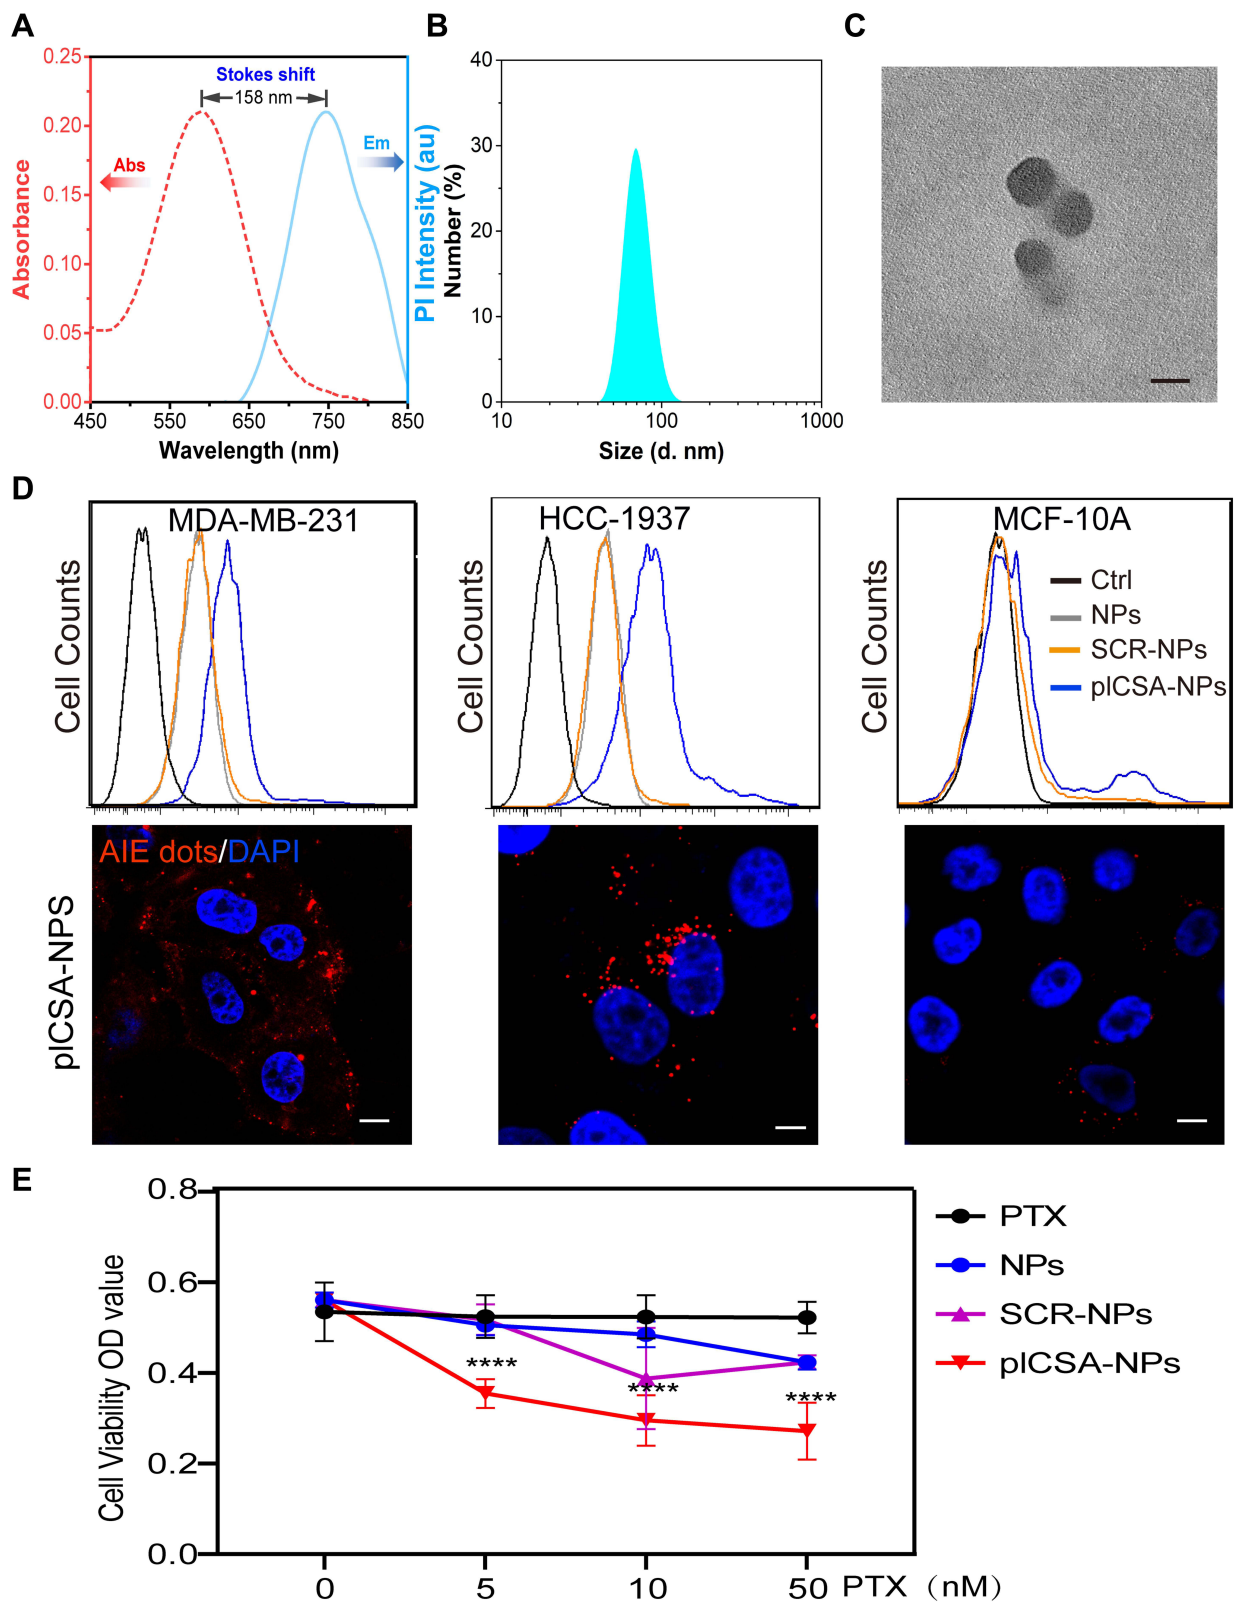 A
B
C
0.25
0.20
0.15
0.10
0.05
0.00
Absorbance
Stokes shift
158 nm
Abs
Em
PI Intensity (au)
450
550
650
750
850
Wavelength (nm)
40
30
20
10
0
Number (%)
10
100
1000
Size (d. nm)
D
MDA-MB-231
HCC-1937
MCF-10A
Cell Counts
Cell Counts
Cell Counts
Ctrl
NPs
SCR-NPs
plCSA-NPs
AIE dots/DAPI
plCSA-NPS
E
0.8
0.6
0.4
0.2
0.0
Cell Viability OD value
****
****
****
0
5
10
50
PTX（nM）
PTX
NPs
SCR-NPs
plCSA-NPs